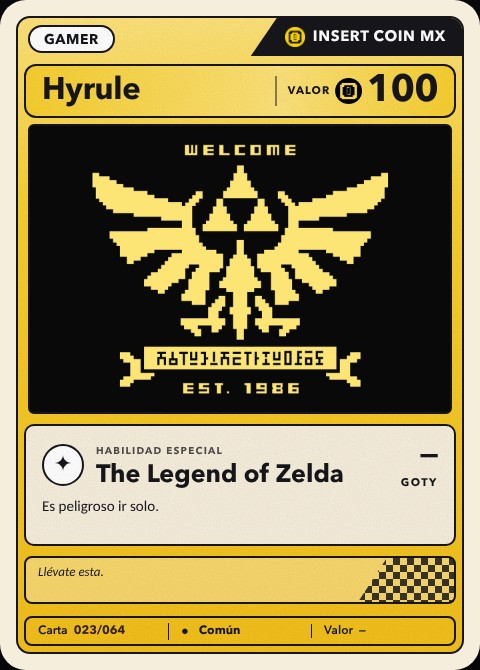 GAMER
INSERT COIN MX
Hyrule
VALOR 100
WELCOME
EST. 1986
HABILIDAD ESPECIAL
The Legend of Zelda
—
GOTY
Es peligroso ir solo.
Llévate esta.
Carta 023/064 • Común Valor —